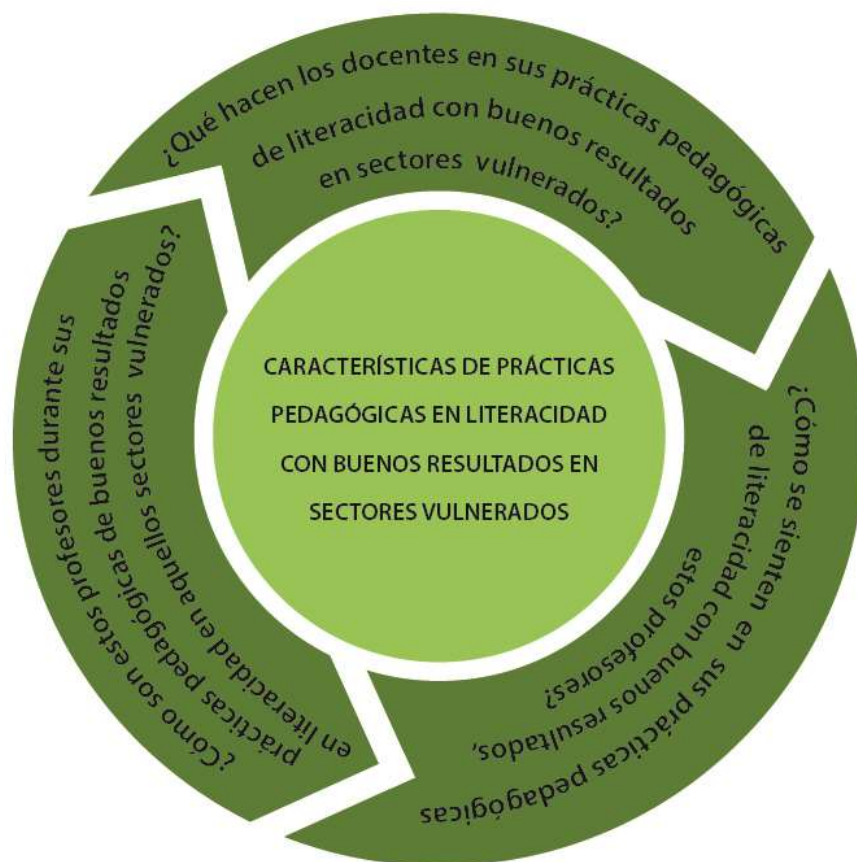 ¿Qué hacen los docentes en sus prácticas pedagógicas
de literacidad con buenos resultados
en sectores vulnerados?
¿Cómo se sienten en sus prácticas pedagógicas
de literacidad con buenos resultados,
estos profesores?
¿Cómo son estos profesores durante sus
prácticas pedagógicas de buenos resultados
en literacidad en aquellos sectores vulnerados?
CARACTERÍSTICAS DE PRÁCTICAS
PEDAGÓGICAS EN LITERACIDAD
CON BUENOS RESULTADOS EN
SECTORES VULNERADOS